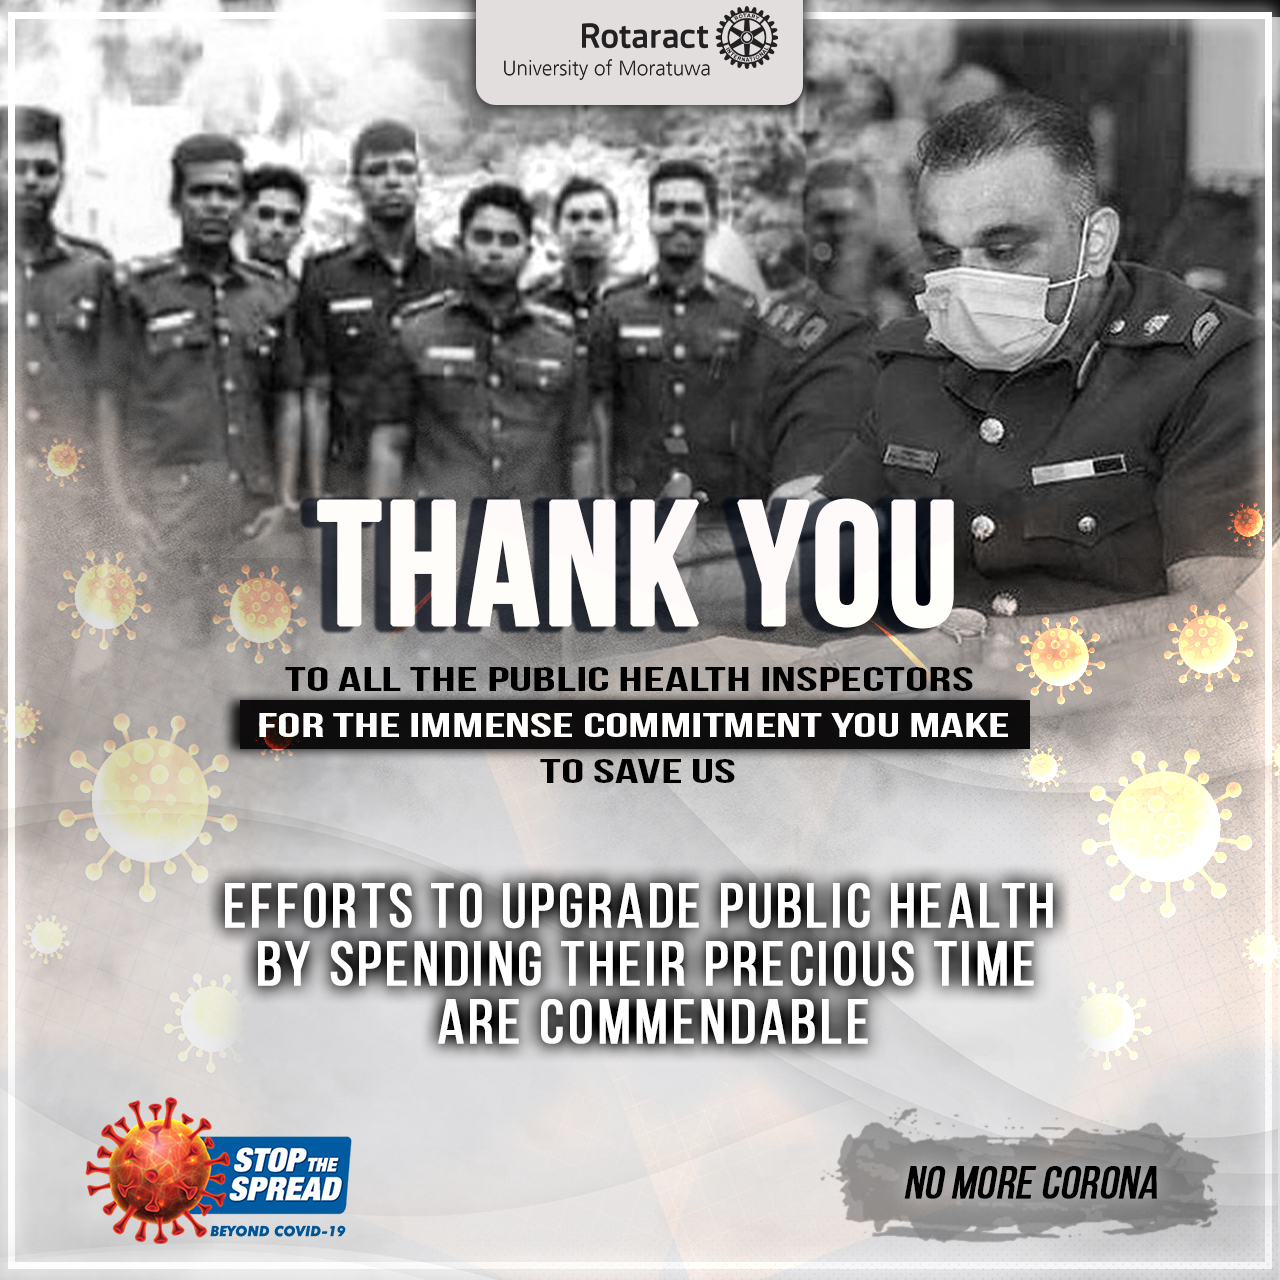 Rotaract
University of Moratuwa
THANK YOU
TO ALL THE PUBLIC HEALTH INSPECTORS
FOR THE IMMENSE COMMITMENT YOU MAKE
TO SAVE US
EFFORTS TO UPGRADE PUBLIC HEALTH
BY SPENDING THEIR PRECIOUS TIME
ARE COMMENDABLE
STOP THE
SPREAD
BEYOND COVID-19
NO MORE CORONA